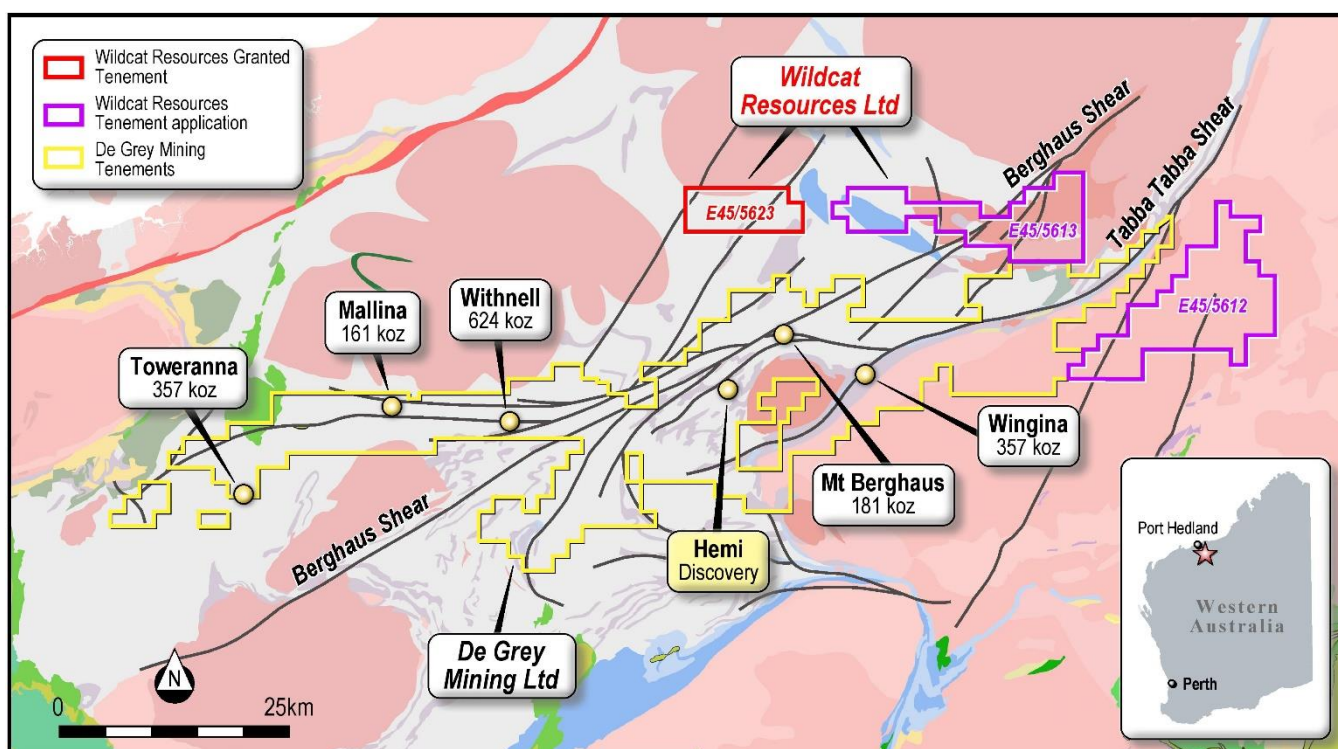 Wildcat Resources Granted
Tenement
Wildcat Resources
Tenement application
De Grey Mining
Tenements
Wildcat
Resources Ltd
Berghaus Shear
Tabba Tabba Shear
E45/5623
E45/5613
E45/5612
Mallina
161 koz
Withnell
624 koz
Toweranna
357 koz
Wingina
357 koz
Mt Berghaus
181 koz
Hemi
Discovery
Berghaus Shear
De Grey
Mining Ltd
N
0 25km
Port Hedland
Western
Australia
Perth